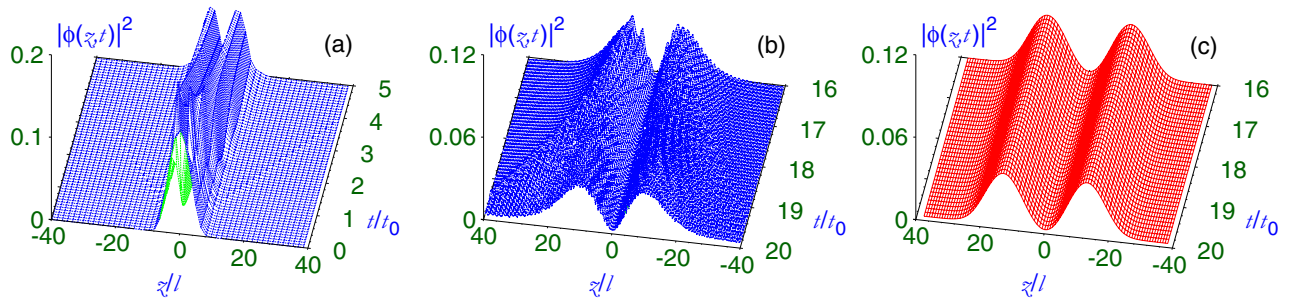 |ϕ(z,t)|² (a)
0.2
0.1
0
-40 -20 0 20 40
z/l
0 1 2 3 4 5
t/t₀
|ϕ(z,t)|² (b)
0.12
0.06
0
40 20 0 -20 -40
z/l
19 18 17 16
t/t₀
|ϕ(z,t)|² (c)
0.12
0.06
0
40 20 0 -20 -40
z/l
20 19 18 17 16
t/t₀